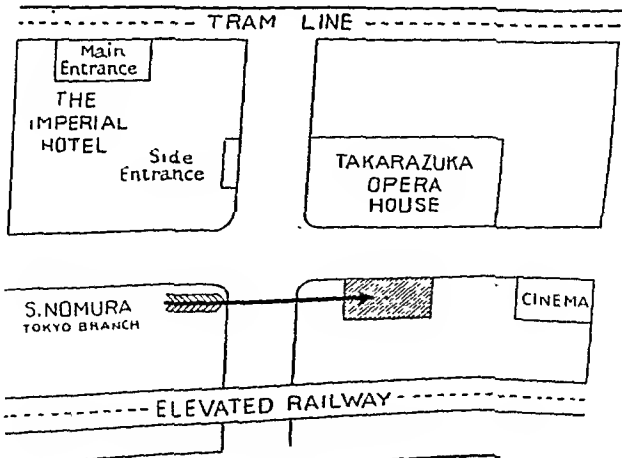 TRAM LINE
Main
Entrance
THE
IMPERIAL
HOTEL
Side
Entrance
TAKARAZUKA
OPERA
HOUSE
S.NOMURA
TOKYO BRANCH
CINEMA
ELEVATED RAILWAY